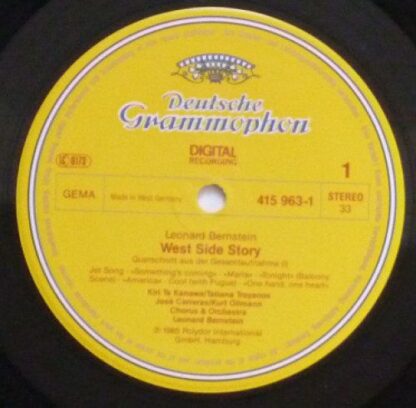 Deutsche
Grammophon
DIGITAL
RECORDING
LC 0173
1
GEMA
Made in West Germany
415 963-1
STEREO
33
Leonard Bernstein
West Side Story
Querschnitt aus der Gesamtaufnahme (I)
Jet Song · »Something's coming« · »Maria« · »Tonight« (Balcony
Scene) · »America« · Cool (with Fugue) · »One hand, one heart«
Kiri Te Kanawa/Tatiana Troyanos
José Carreras/Kurt Ollmann
Chorus & Orchestra
Leonard Bernstein
℗ 1985 Polydor International
GmbH, Hamburg